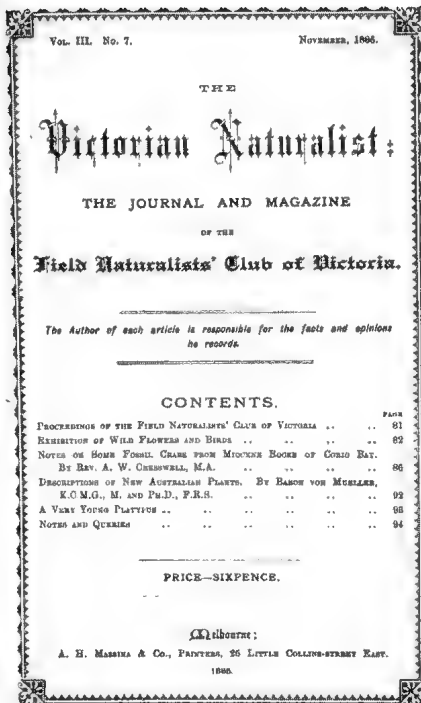 Vol. III. No. 7. November, 1886.
THE
Victorian Naturalist:
THE JOURNAL AND MAGAZINE
OF THE
Field Naturalists' Club of Victoria.
The Author of each article is responsible for the facts and opinions
he records.
CONTENTS.
PAGE
Proceedings of the Field Naturalists' Club of Victoria .. .. 81
Exhibition of Wild Flowers and Birds .. .. .. .. 82
Notes on Some Fossil Crabs from Miocene Rocks of Corio Bay.
By Rev. A. W. Cresswell, M.A. .. .. .. .. 86
Descriptions of New Australian Plants. By Baron von Mueller,
K.C.M.G., M. and Ph.D., F.R.S. .. .. .. .. 92
A Very Young Platypus .. .. .. .. .. ..
Notes and Queries .. .. .. .. .. .. 94
PRICE—SIXPENCE.
Melbourne:
A. H. Massina & Co., Printers, 26 Little Collins-street East.
1886.